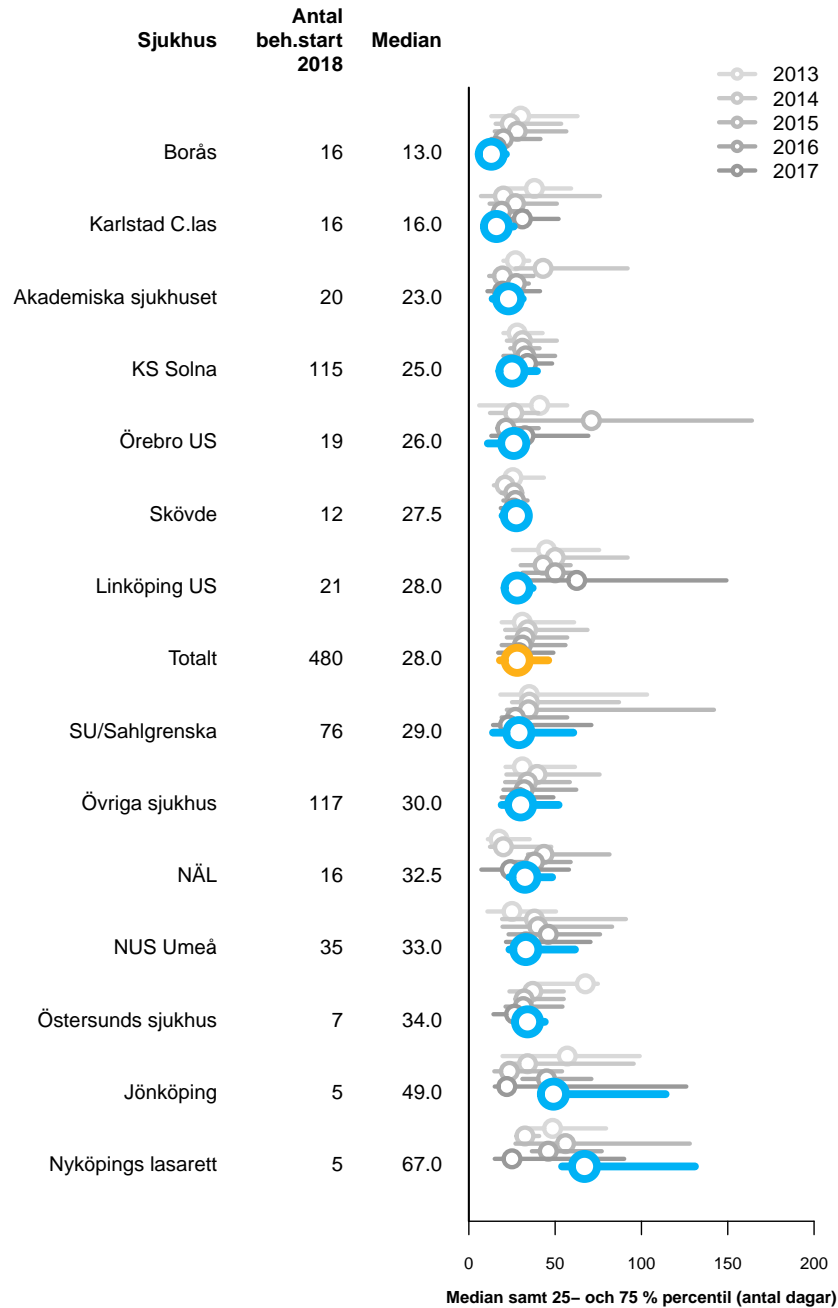 Sjukhus Antal beh.start 2018 Median
2013
2014
2015
2016
2017
Borås 16 13.0
Karlstad C.las 16 16.0
Akademiska sjukhuset 20 23.0
KS Solna 115 25.0
Örebro US 19 26.0
Skövde 12 27.5
Linköping US 21 28.0
Totalt 480 28.0
SU/Sahlgrenska 76 29.0
Övriga sjukhus 117 30.0
NÄL 16 32.5
NUS Umeå 35 33.0
Östersunds sjukhus 7 34.0
Jönköping 5 49.0
Nyköpings lasarett 5 67.0
0 50 100 150 200
Median samt 25− och 75 % percentil (antal dagar)